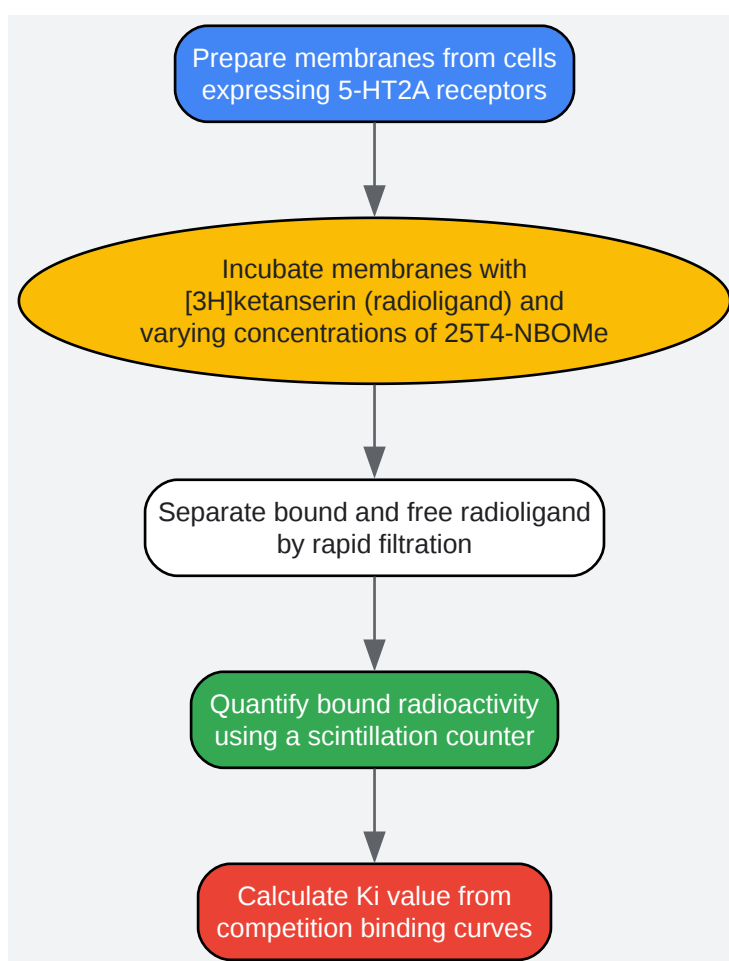 Prepare membranes from cells
expressing 5-HT2A receptors
Incubate membranes with
[3H]ketanserin (radioligand) and
varying concentrations of 25T4-NBOMe
Separate bound and free radioligand
by rapid filtration
Quantify bound radioactivity
using a scintillation counter
Calculate Ki value from
competition binding curves